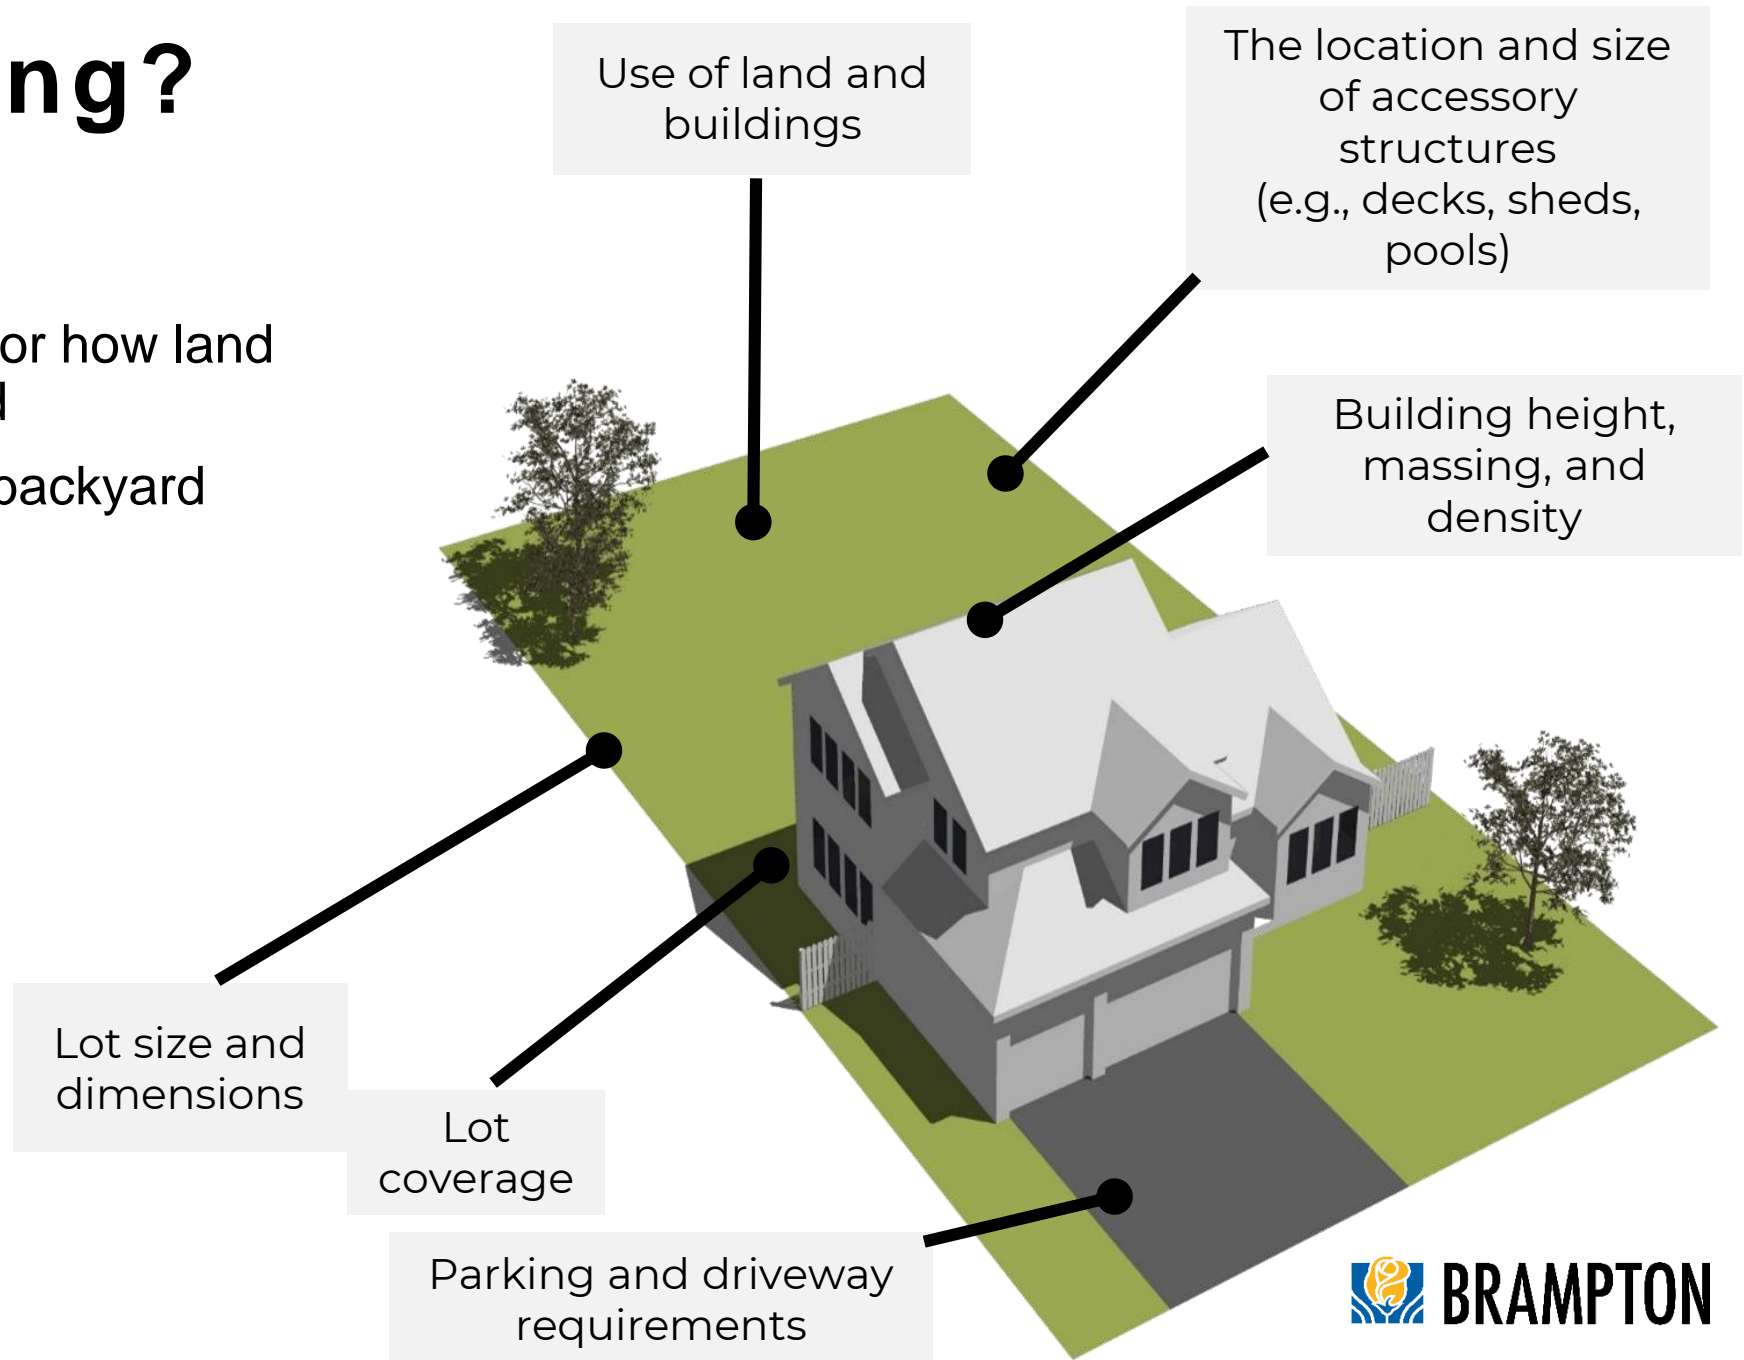 ng?
or how land
backyard
Use of land and
buildings
The location and size
of accessory
structures
(e.g., decks, sheds,
pools)
Building height,
massing, and
density
Lot size and
dimensions
Lot
coverage
Parking and driveway
requirements
BRAMPTON